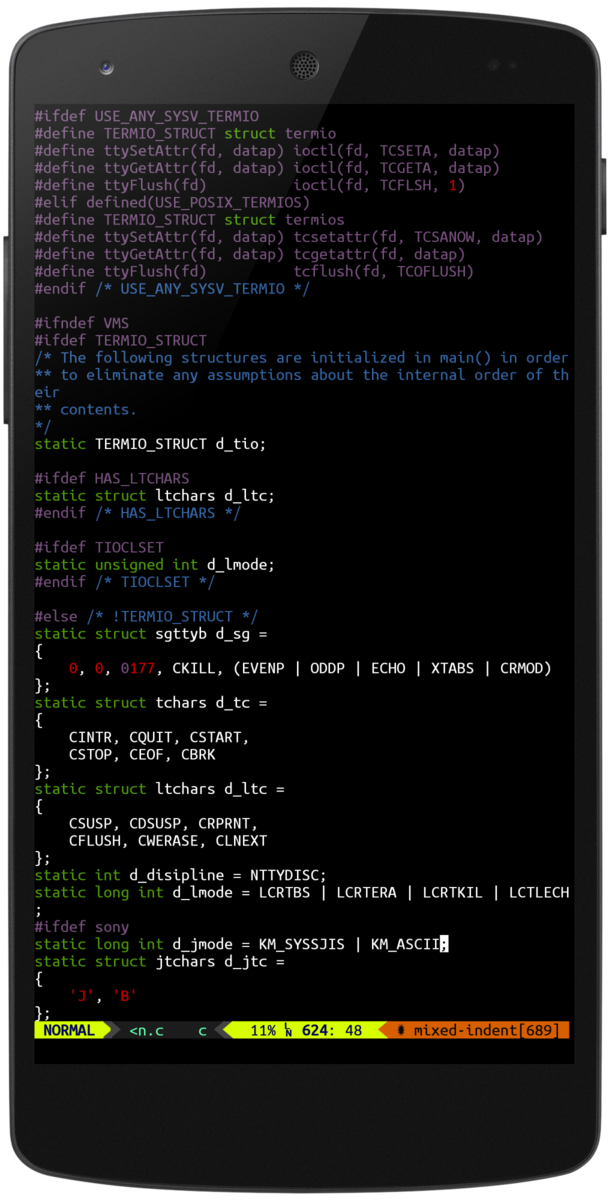 #ifdef USE_ANY_SYSV_TERMIO
#define TERMIO_STRUCT struct termio
#define ttySetAttr(fd, datap) ioctl(fd, TCSETA, datap)
#define ttyGetAttr(fd, datap) ioctl(fd, TCGETA, datap)
#define ttyFlush(fd)          ioctl(fd, TCFLSH, 1)
#elif defined(USE_POSIX_TERMIOS)
#define TERMIO_STRUCT struct termios
#define ttySetAttr(fd, datap) tcsetattr(fd, TCSANOW, datap)
#define ttyGetAttr(fd, datap) tcgetattr(fd, datap)
#define ttyFlush(fd)          tcflush(fd, TCOFLUSH)
#endif /* USE_ANY_SYSV_TERMIO */

#ifndef VMS
#ifdef TERMIO_STRUCT
/* The following structures are initialized in main() in order
** to eliminate any assumptions about the internal order of th
eir
** contents.
*/
static TERMIO_STRUCT d_tio;

#ifdef HAS_LTCHARS
static struct ltchars d_ltc;
#endif /* HAS_LTCHARS */

#ifdef TIOCLSET
static unsigned int d_lmode;
#endif /* TIOCLSET */

#else /* !TERMIO_STRUCT */
static struct sgttyb d_sg =
{
    0, 0, 0177, CKILL, (EVENP | ODDP | ECHO | XTABS | CRMOD)
};
static struct tchars d_tc =
{
    CINTR, CQUIT, CSTART,
    CSTOP, CEOF, CBRK
};
static struct ltchars d_ltc =
{
    CSUSP, CDSUSP, CRPRNT,
    CFLUSH, CWERASE, CLNEXT
};
static int d_disipline = NTTYDISC;
static long int d_lmode = LCRTBS | LCRTERA | LCRTKIL | LCTLECH
;
#ifdef sony
static long int d_jmode = KM_SYSSJIS | KM_ASCII;
static struct jtchars d_jtc =
{
    'J', 'B'
};
NORMAL <n.c c 11% LN 624: 48 mixed-indent[689]